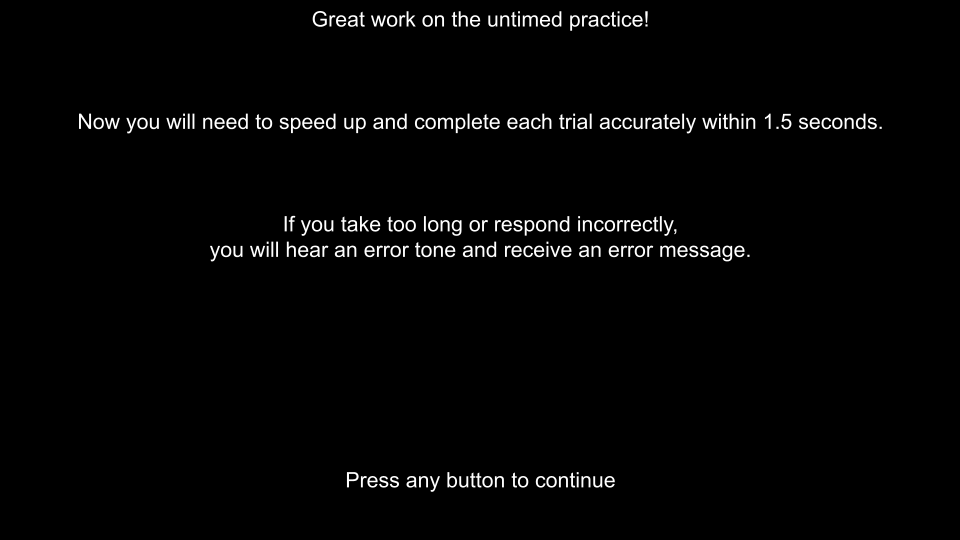 Great work on the untimed practice!
Now you will need to speed up and complete each trial accurately within 1.5 seconds.
If you take too long or respond incorrectly,
you will hear an error tone and receive an error message.
Press any button to continue